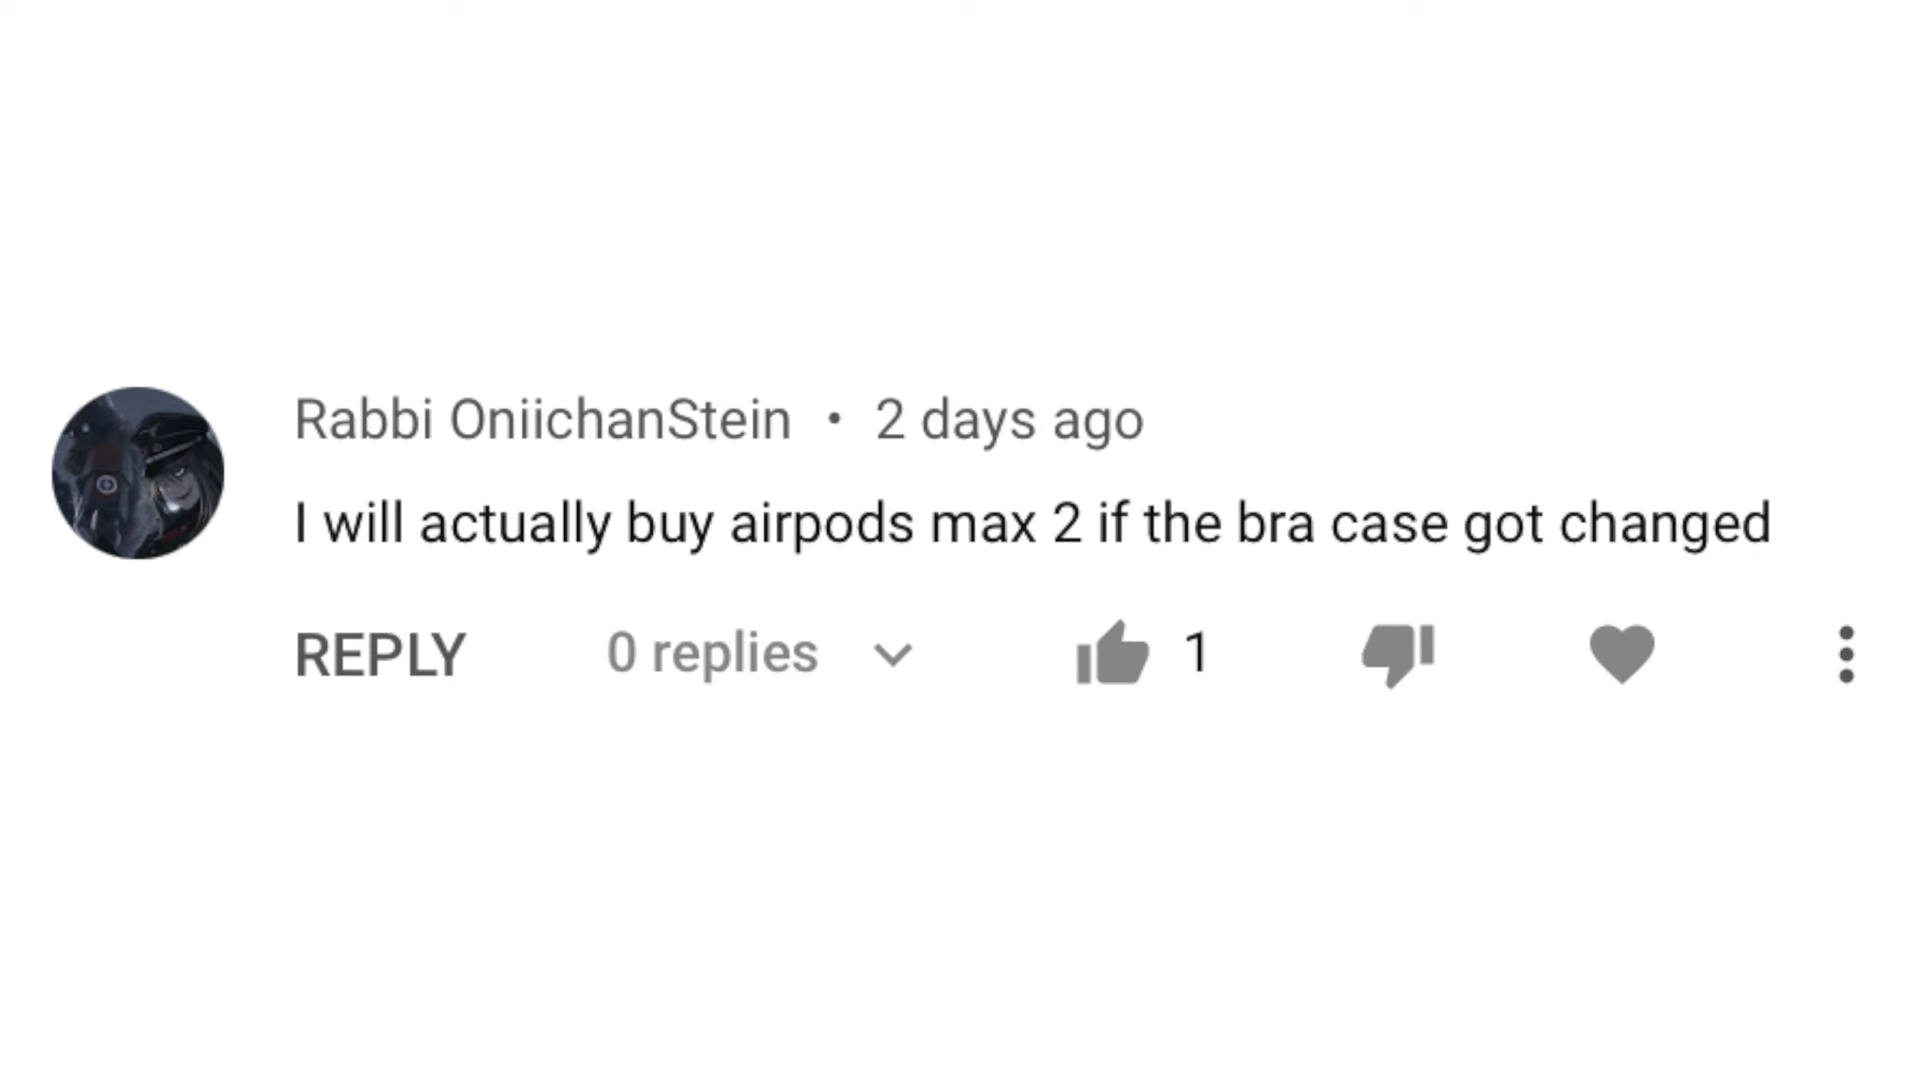 Rabbi OniichanStein • 2 days ago
I will actually buy airpods max 2 if the bra case got changed
REPLY 0 replies 1